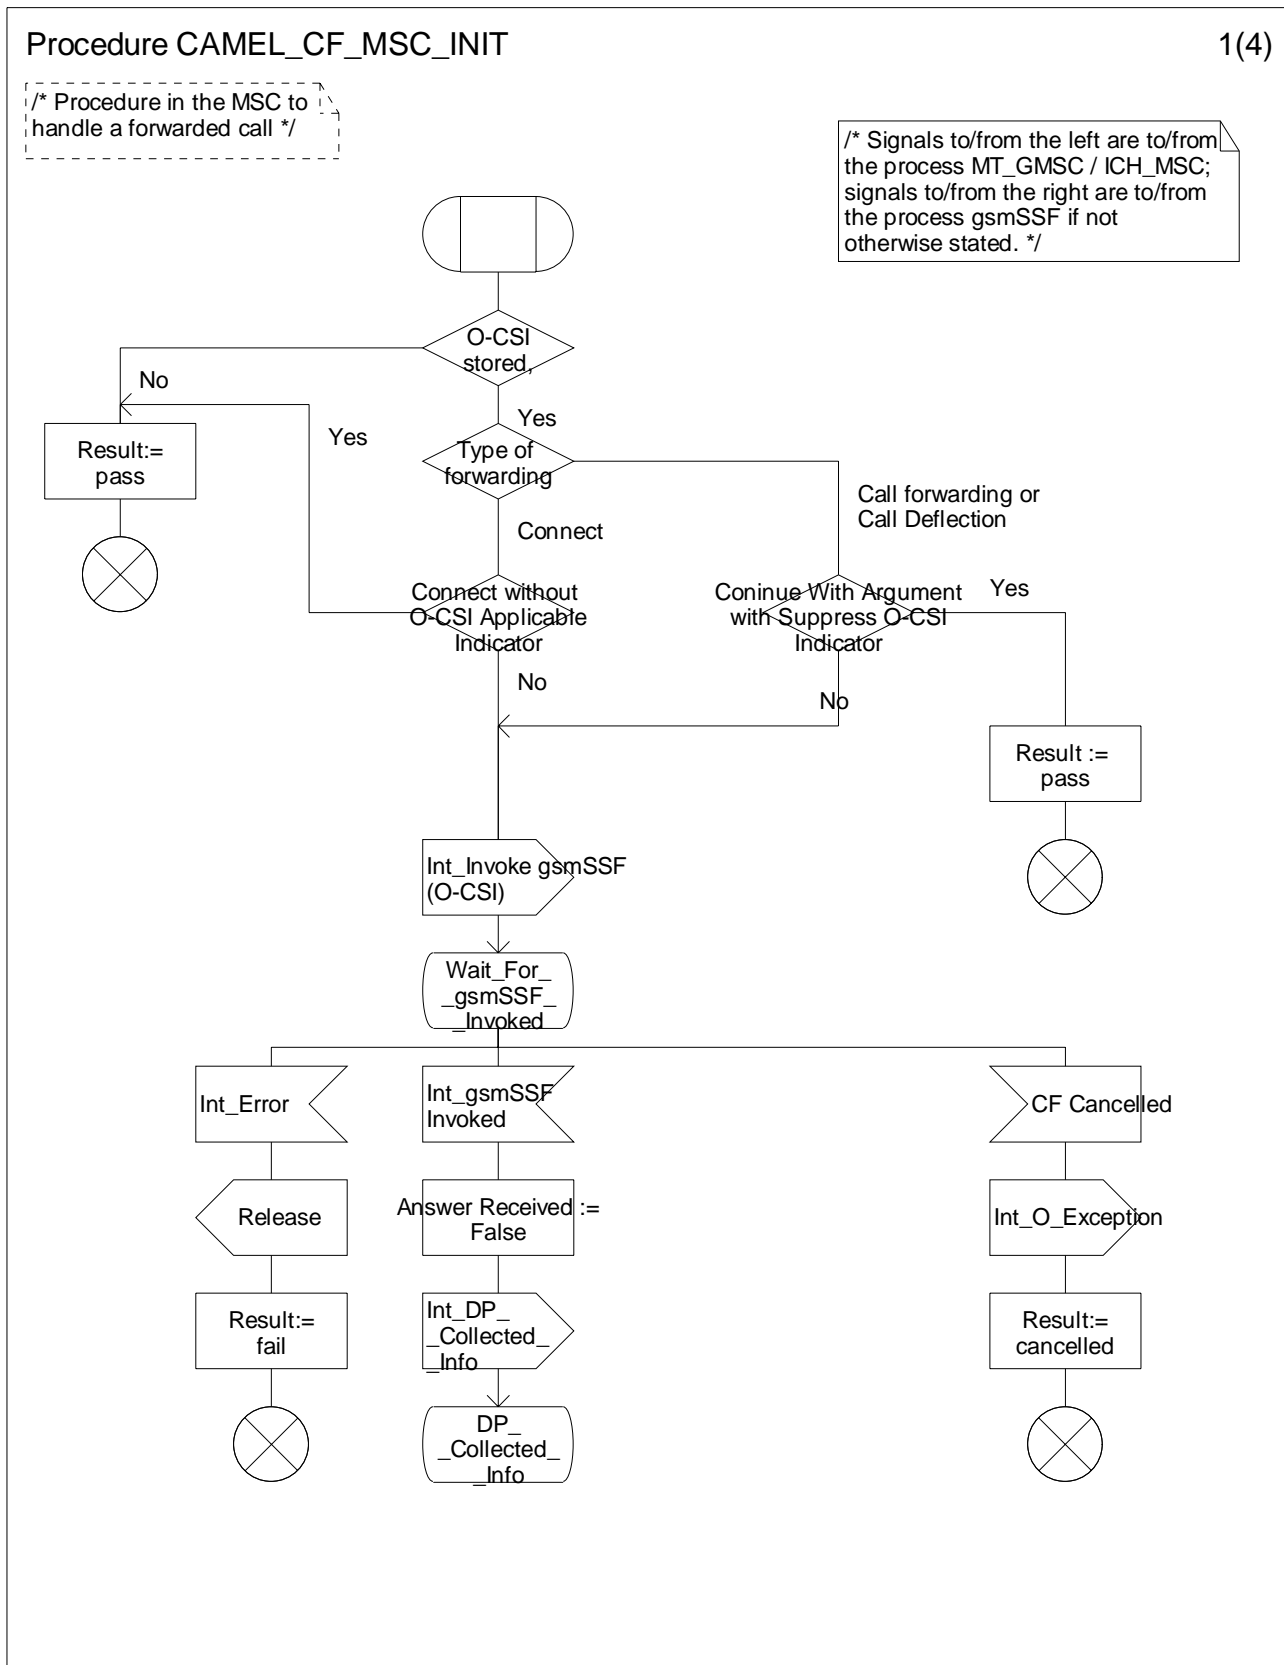 Procedure CAMEL_CF_MSC_INIT
1(4)
/* Procedure in the MSC to
handle a forwarded call */
/* Signals to/from the left are to/from
the process MT_GMSC / ICH_MSC;
signals to/from the right are to/from
the process gsmSSF if not
otherwise stated. */
O-CSI
stored,
No
Yes
Yes
Result:=
pass
Type of
forwarding
Call forwarding or
Call Deflection
Connect
Connect without
O-CSI Applicable
Indicator
Coninue With Argument
with Suppress O-CSI
Indicator
Yes
No
No
Result :=
pass
Int_Invoke gsmSSF
(O-CSI)
Wait_For_
_gsmSSF_
_Invoked
Int_Error
Int_gsmSSF
Invoked
CF Cancelled
Release
Answer Received :=
False
Int_O_Exception
Result:=
fail
Int_DP_
_Collected_
_Info
Result:=
cancelled
DP_
_Collected_
_Info